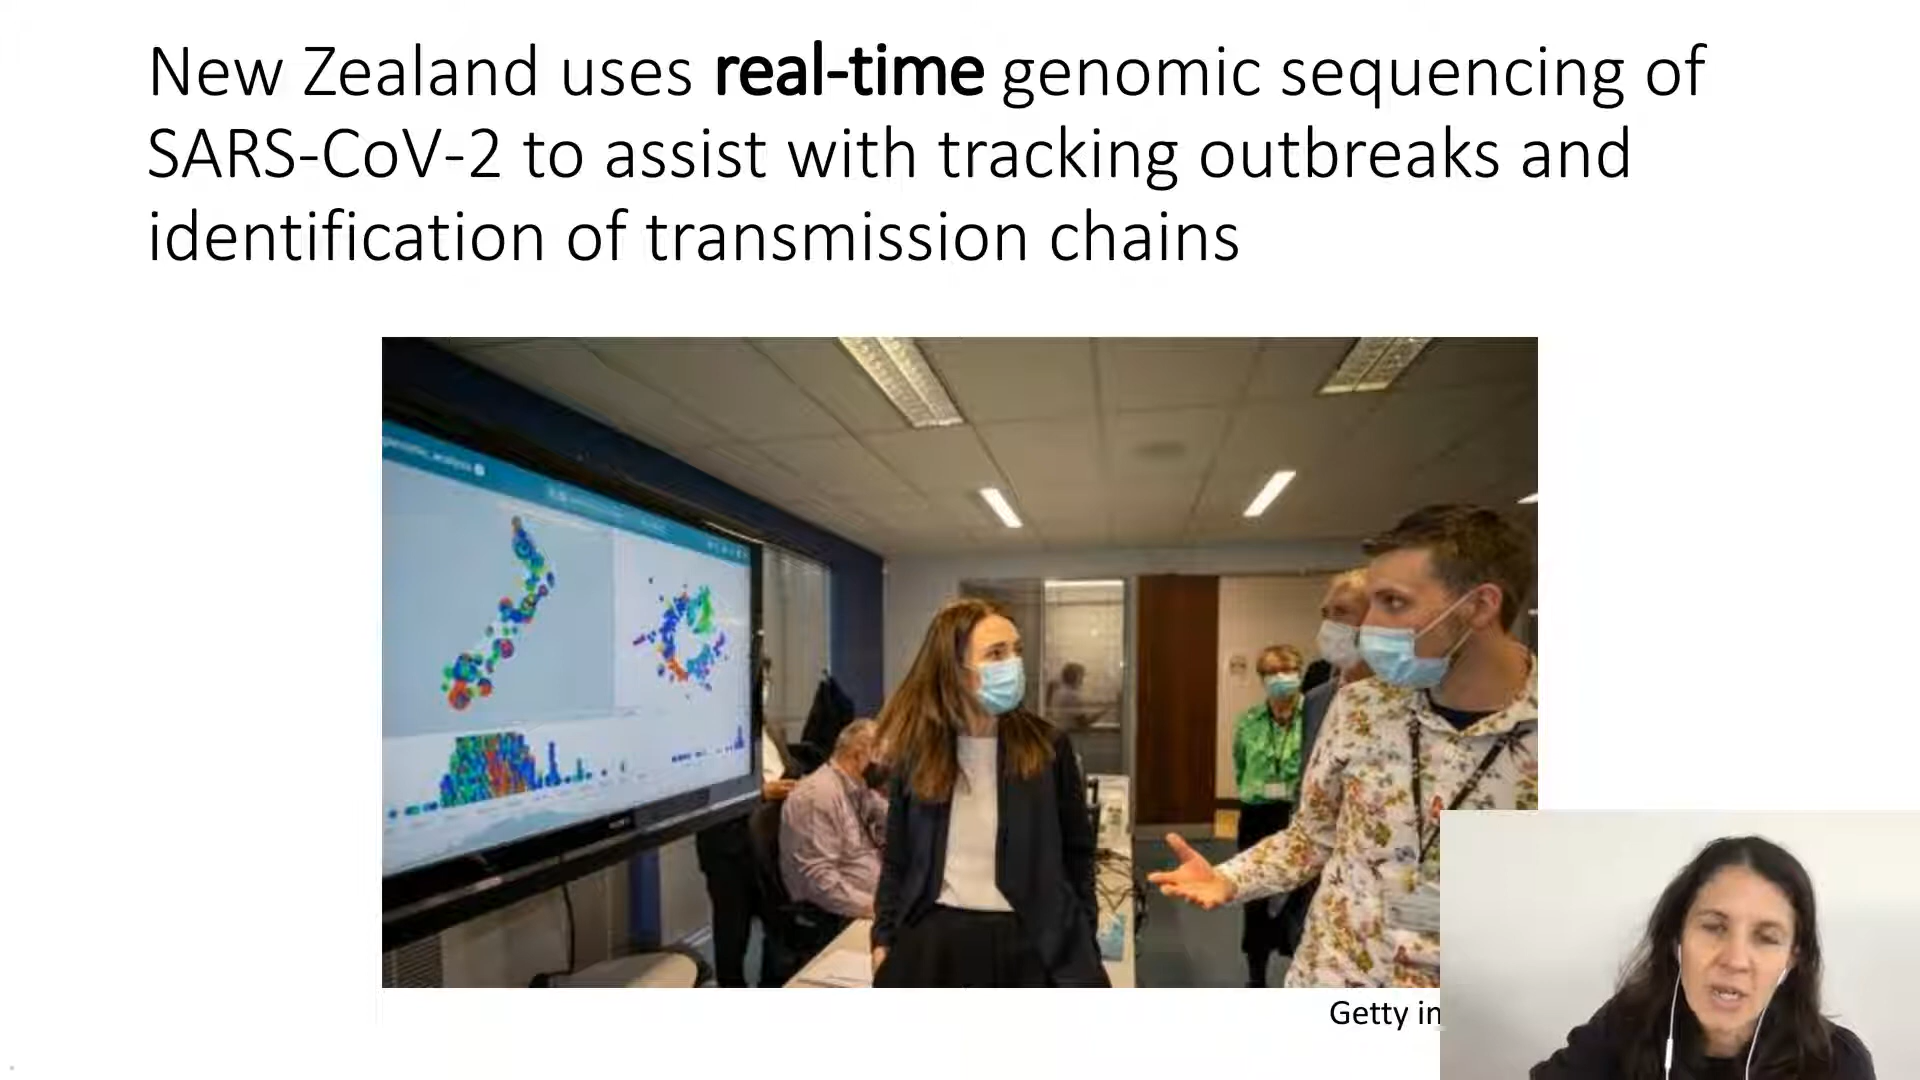 New Zealand uses real-time genomic sequencing of
SARS-CoV-2 to assist with tracking outbreaks and
identification of transmission chains
Getty